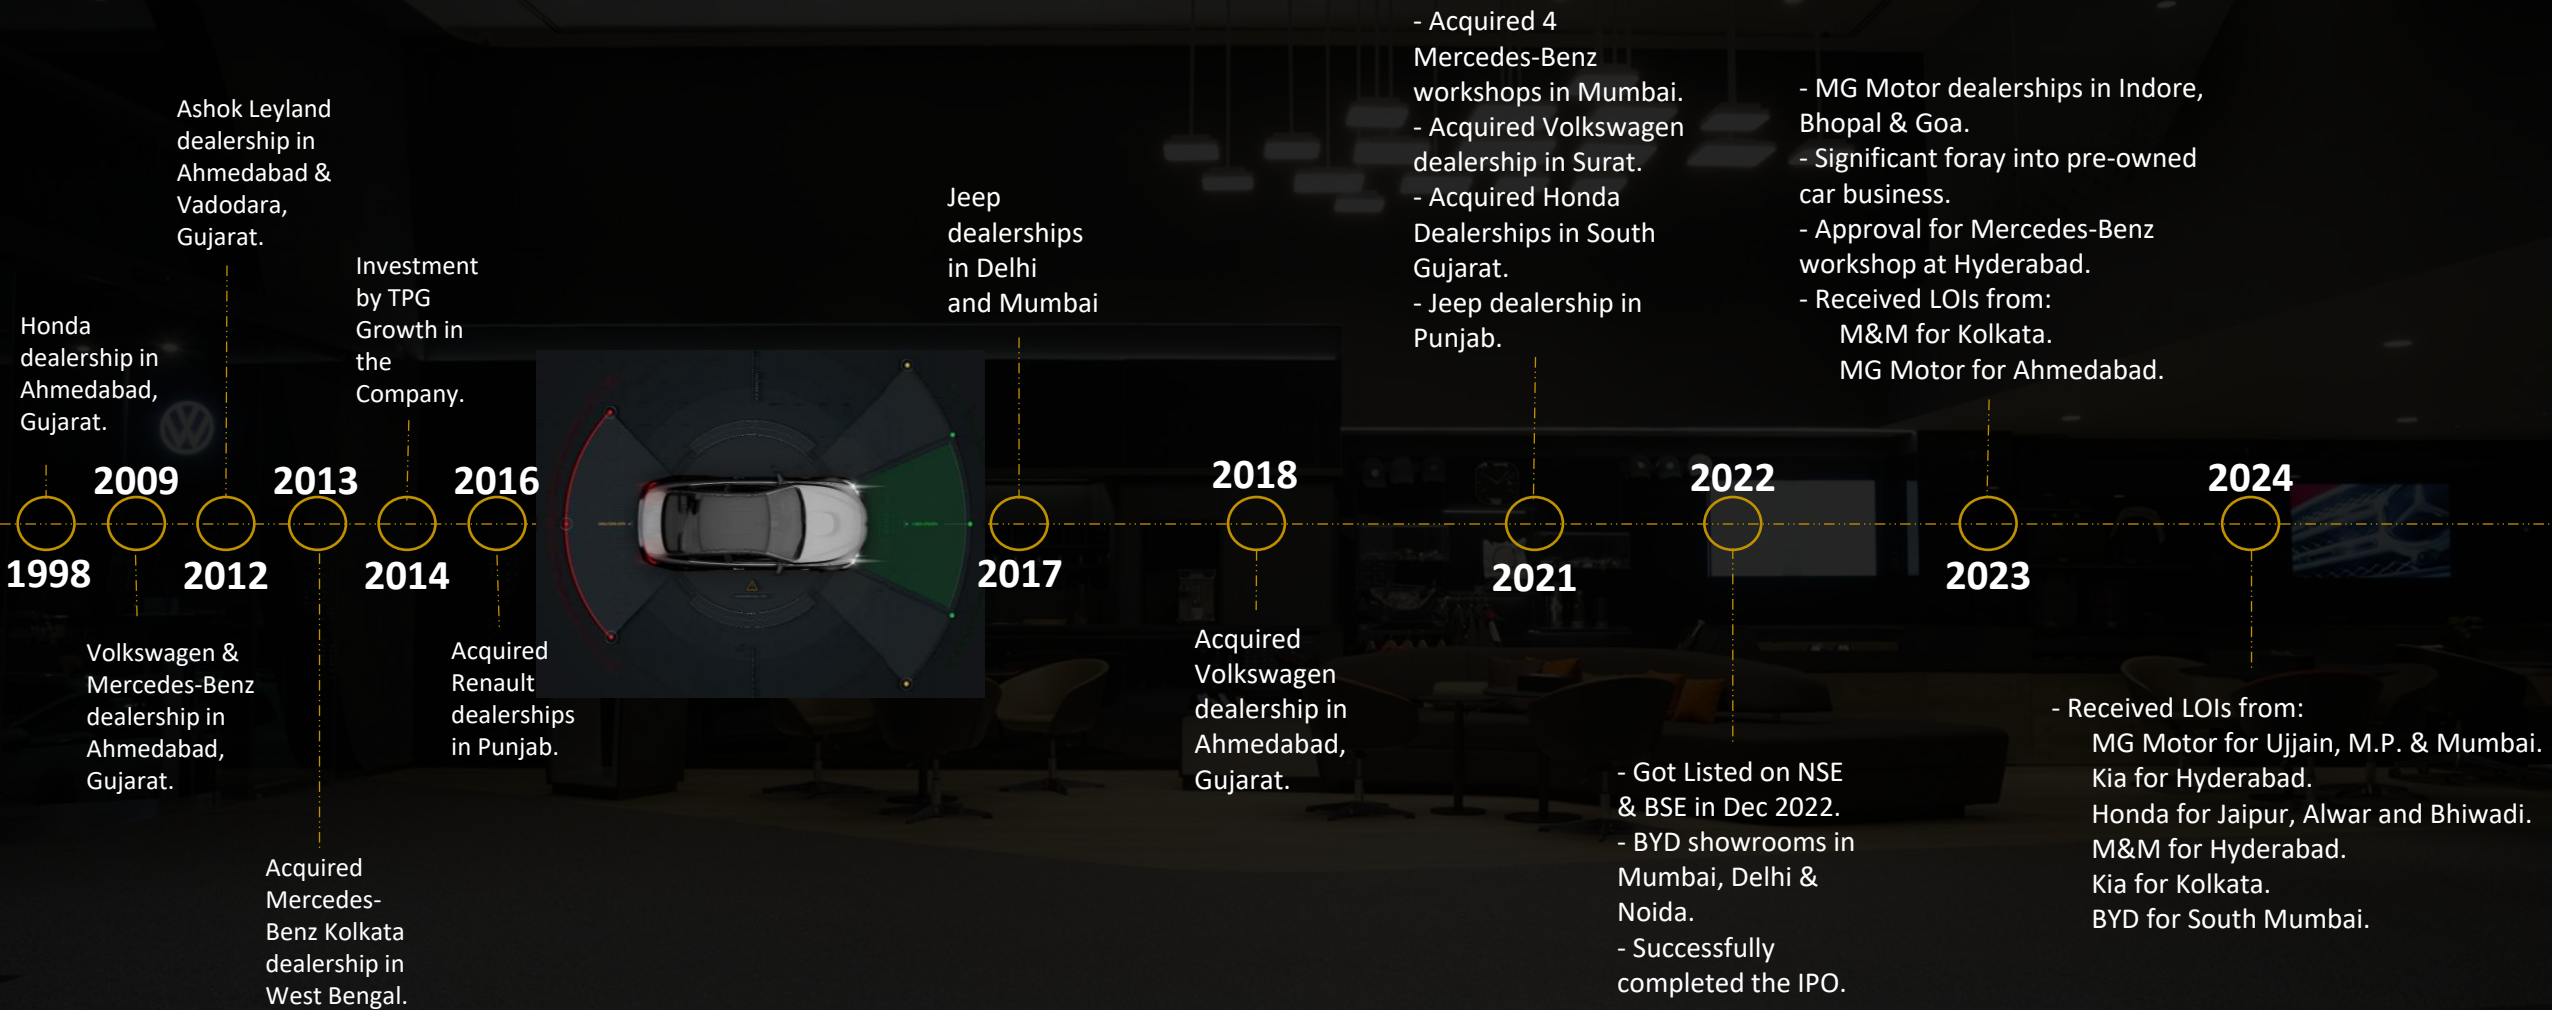 Honda
dealership in
Ahmedabad,
Gujarat.
1998
2009
Volkswagen &
Mercedes-Benz
dealership in
Ahmedabad,
Gujarat.
Ashok Leyland
dealership in
Ahmedabad &
Vadodara,
Gujarat.
2012
2013
Acquired
Mercedes-
Benz Kolkata
dealership in
West Bengal.
Investment
by TPG
Growth in
the
Company.
2014
2016
Acquired
Renault
dealerships
in Punjab.
Jeep
dealerships
in Delhi
and Mumbai
2017
2018
Acquired
Volkswagen
dealership in
Ahmedabad,
Gujarat.
- Acquired 4
Mercedes-Benz
workshops in Mumbai.
- Acquired Volkswagen
dealership in Surat.
- Acquired Honda
Dealerships in South
Gujarat.
- Jeep dealership in
Punjab.
2021
2022
- Got Listed on NSE
& BSE in Dec 2022.
- BYD showrooms in
Mumbai, Delhi &
Noida.
- Successfully
completed the IPO.
- MG Motor dealerships in Indore,
Bhopal & Goa.
- Significant foray into pre-owned
car business.
- Approval for Mercedes-Benz
workshop at Hyderabad.
- Received LOIs from:
M&M for Kolkata.
MG Motor for Ahmedabad.
2023
2024
- Received LOIs from:
MG Motor for Ujjain, M.P. & Mumbai.
Kia for Hyderabad.
Honda for Jaipur, Alwar and Bhiwadi.
M&M for Hyderabad.
Kia for Kolkata.
BYD for South Mumbai.